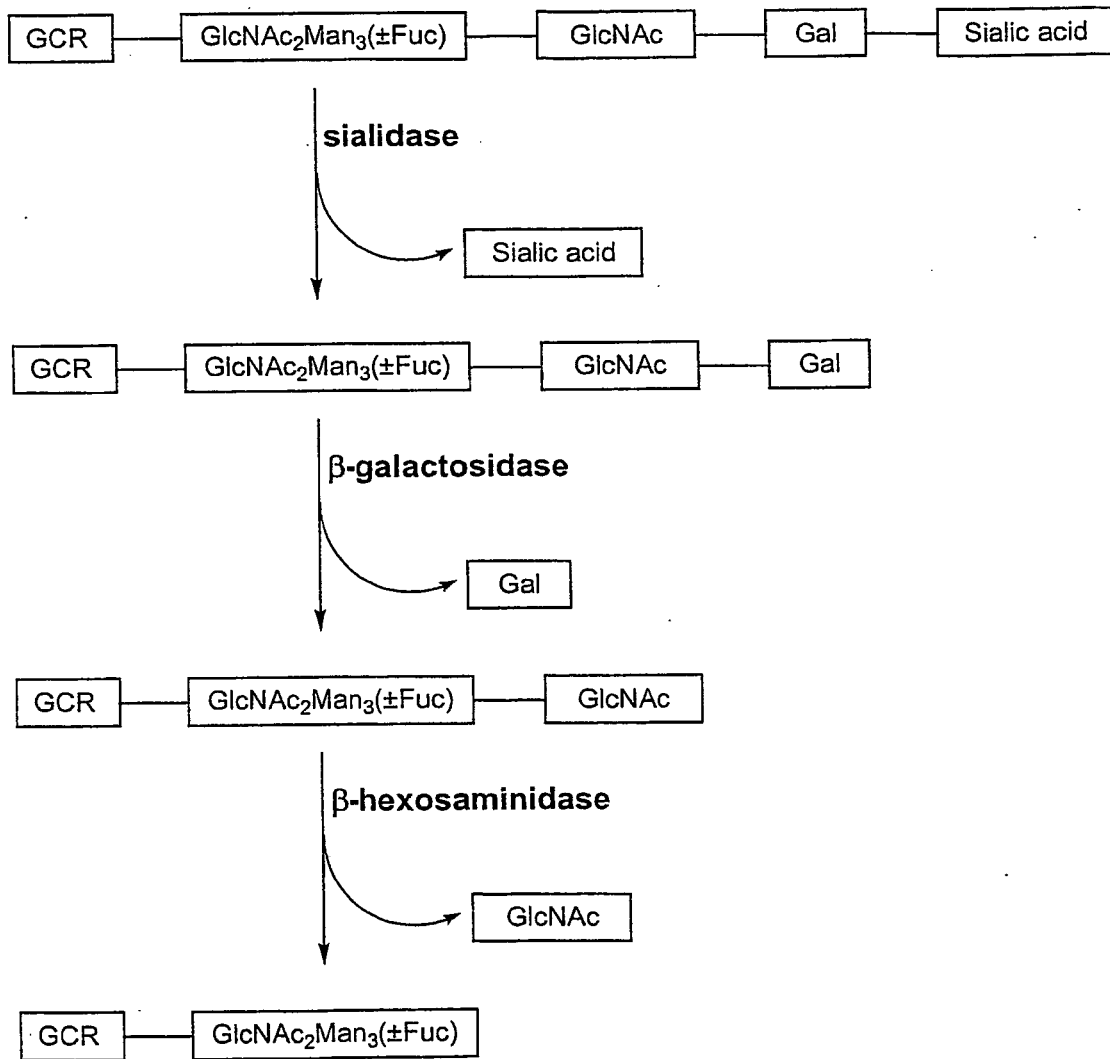 GCR GlcNAc₂Man₃(±Fuc) GlcNAc Gal Sialic acid
sialidase
Sialic acid
GCR GlcNAc₂Man₃(±Fuc) GlcNAc Gal
β-galactosidase
Gal
GCR GlcNAc₂Man₃(±Fuc) GlcNAc
β-hexosaminidase
GlcNAc
GCR GlcNAc₂Man₃(±Fuc)